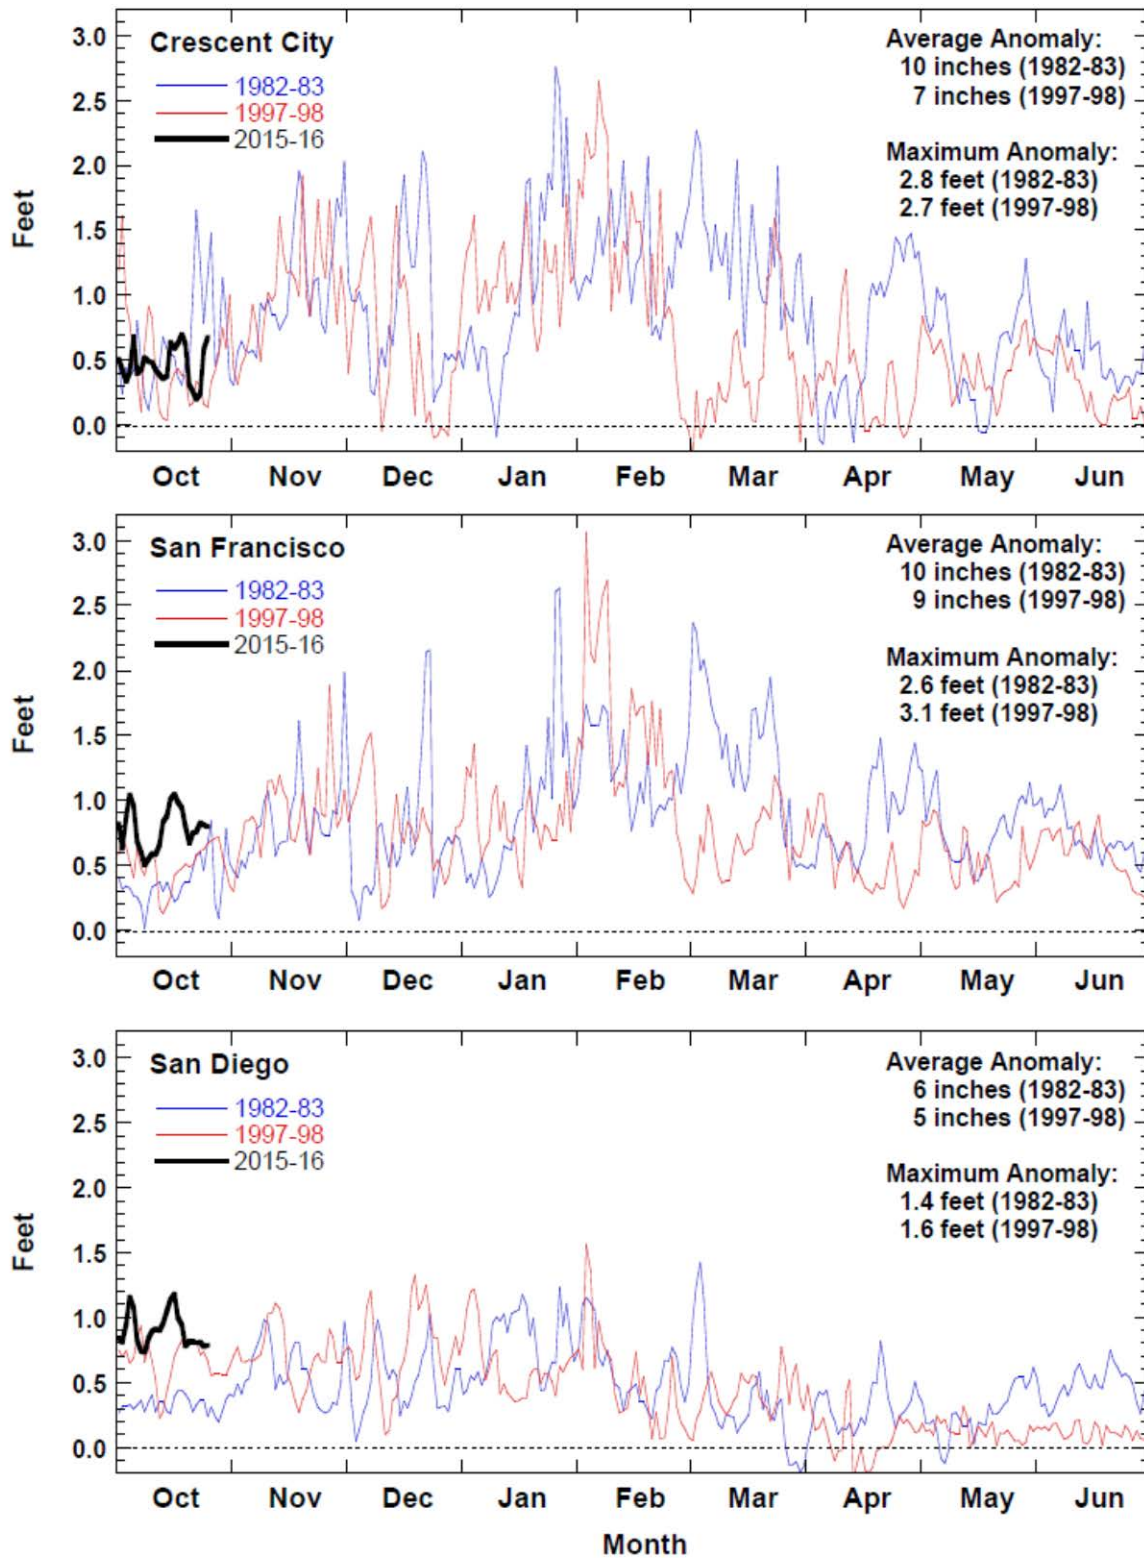 Crescent City
1982-83
1997-98
2015-16
Average Anomaly:
10 inches (1982-83)
7 inches (1997-98)
Maximum Anomaly:
2.8 feet (1982-83)
2.7 feet (1997-98)
Feet
3.0
2.5
2.0
1.5
1.0
0.5
0.0
Oct Nov Dec Jan Feb Mar Apr May Jun
San Francisco
1982-83
1997-98
2015-16
Average Anomaly:
10 inches (1982-83)
9 inches (1997-98)
Maximum Anomaly:
2.6 feet (1982-83)
3.1 feet (1997-98)
Feet
3.0
2.5
2.0
1.5
1.0
0.5
0.0
Oct Nov Dec Jan Feb Mar Apr May Jun
San Diego
1982-83
1997-98
2015-16
Average Anomaly:
6 inches (1982-83)
5 inches (1997-98)
Maximum Anomaly:
1.4 feet (1982-83)
1.6 feet (1997-98)
Feet
3.0
2.5
2.0
1.5
1.0
0.5
0.0
Oct Nov Dec Jan Feb Mar Apr May Jun
Month